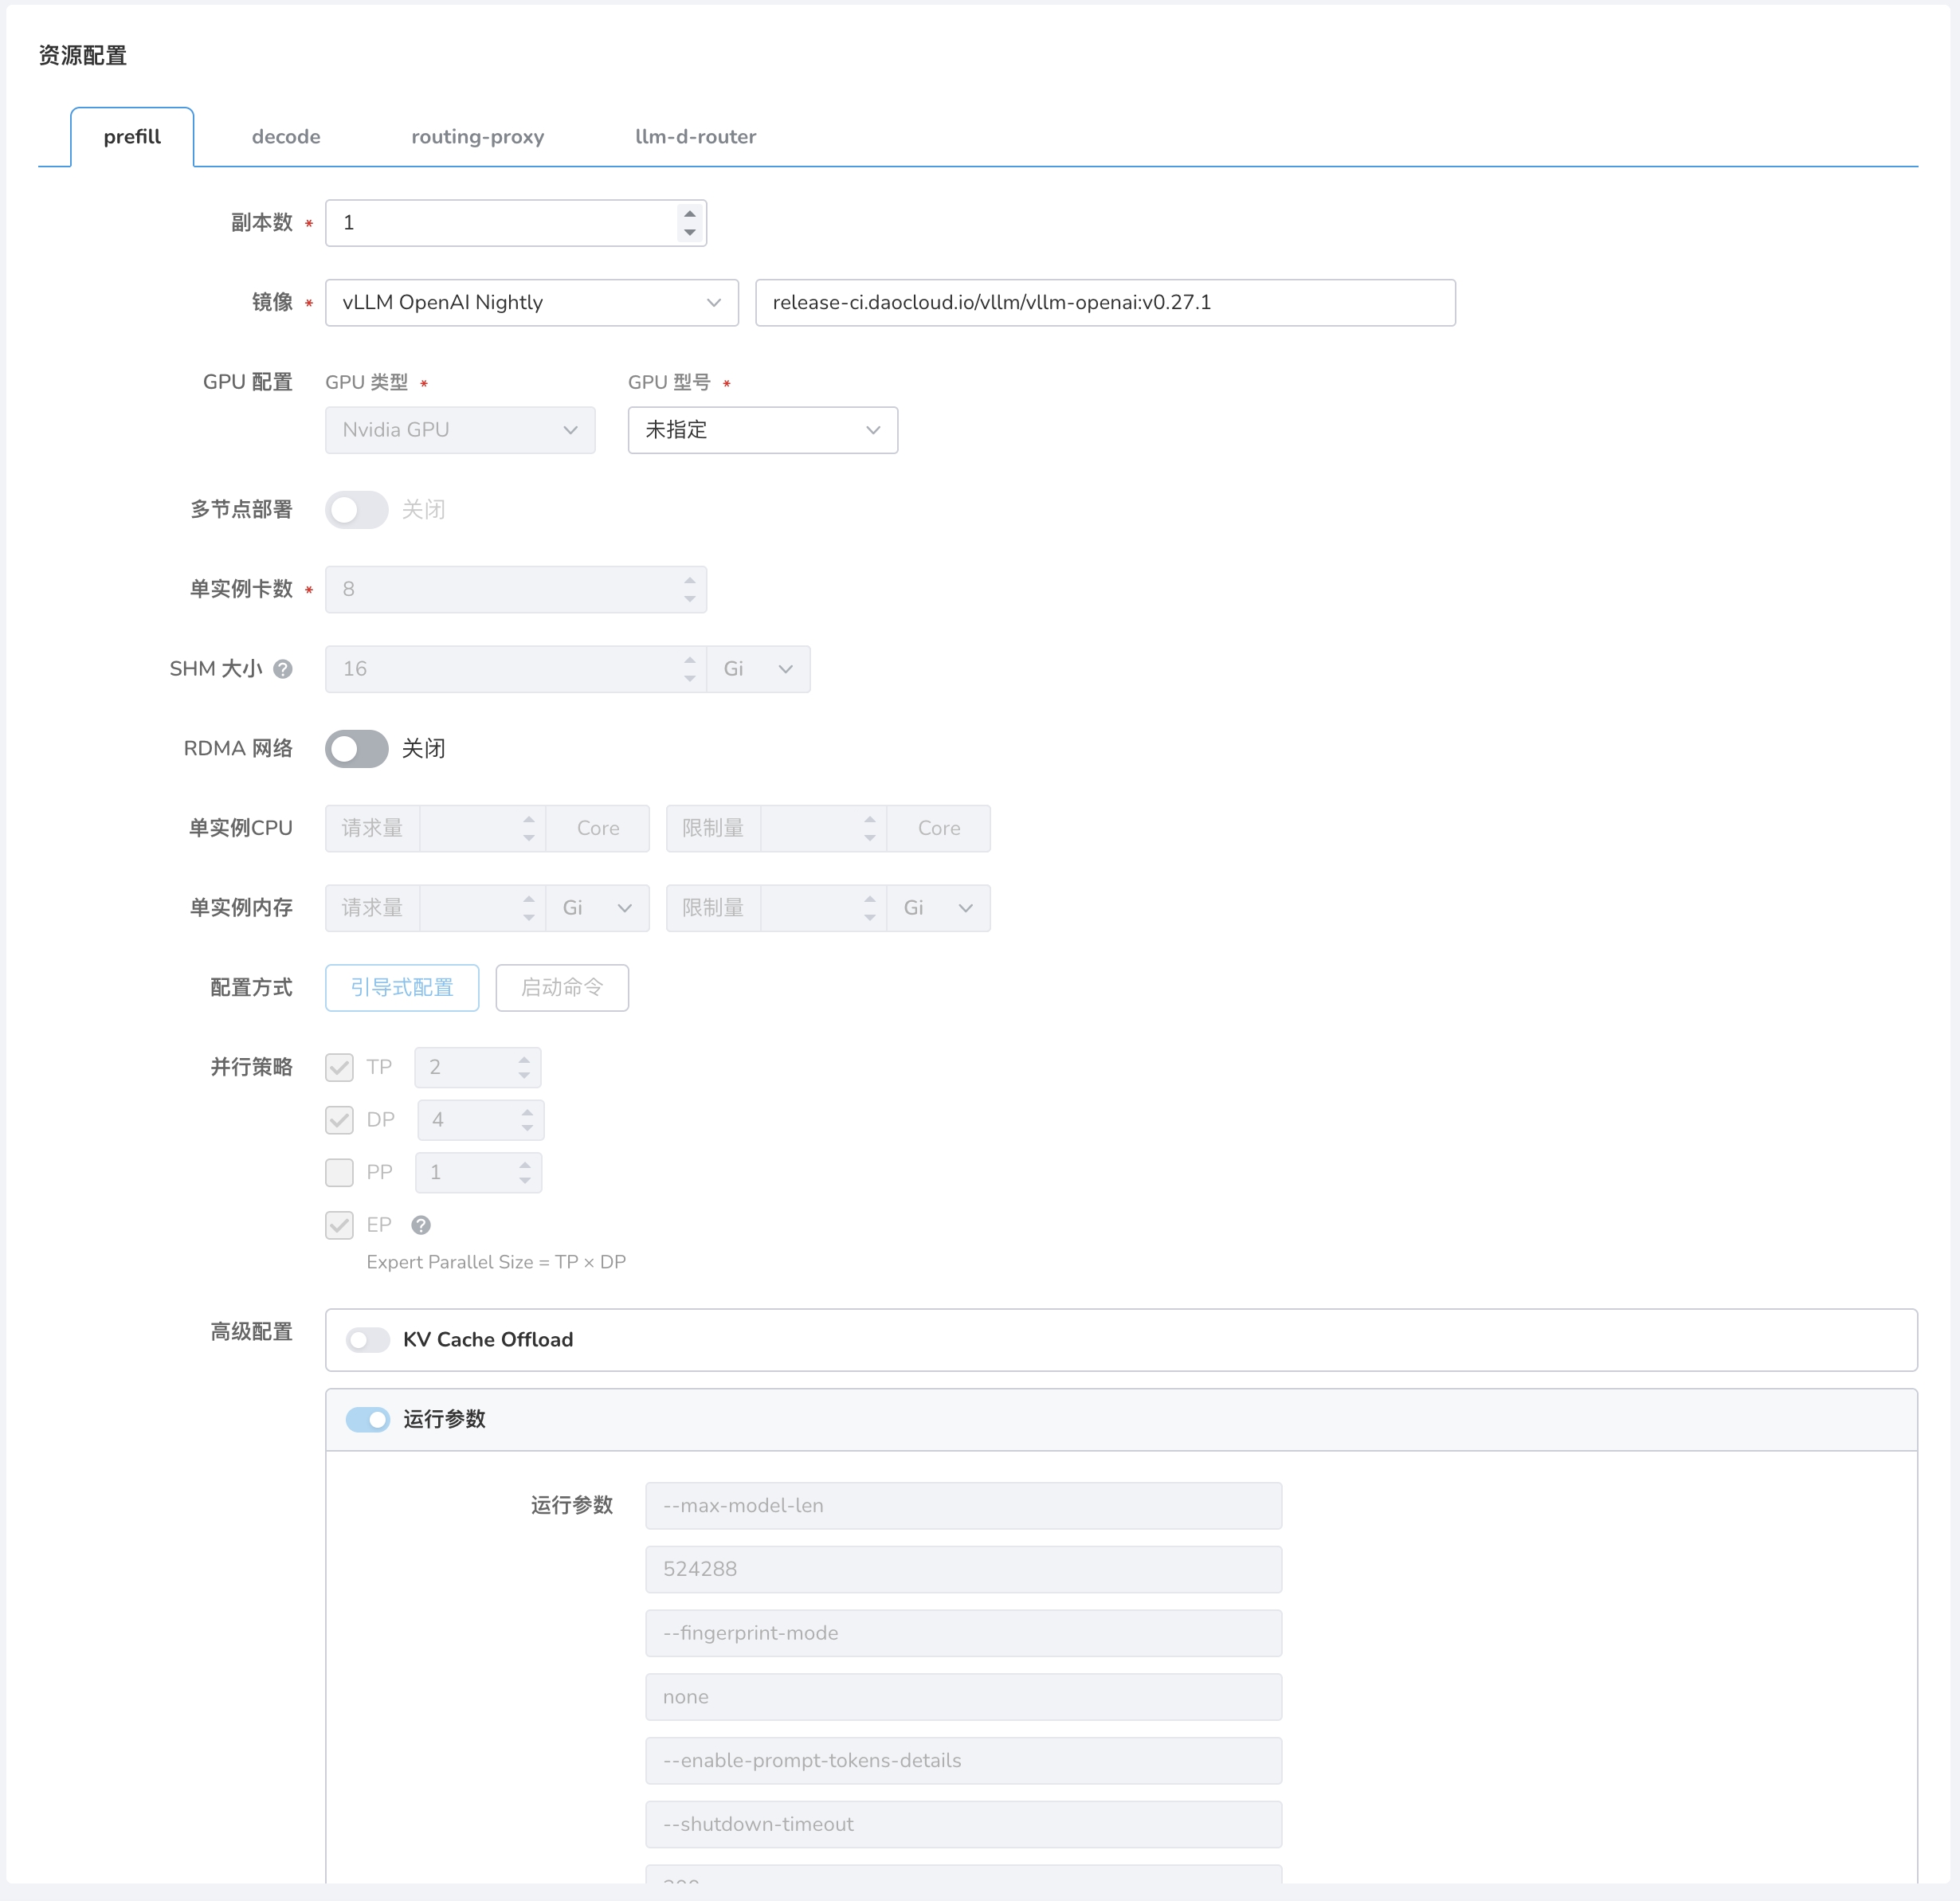 资源配置
prefill decode routing-proxy llm-d-router
副本数 * 1
镜像 * vLLM OpenAI Nightly release-ci.daocloud.io/vllm/vllm-openai:v0.27.1
GPU 配置 GPU 类型 * GPU 型号 *
Nvidia GPU 未指定
多节点部署 关闭
单实例卡数 * 8
SHM 大小 ? 16 Gi
RDMA 网络 关闭
单实例CPU 请求量 Core 限制量 Core
单实例内存 请求量 Gi 限制量 Gi
配置方式 引导式配置 启动命令
并行策略 TP 2
DP 4
PP 1
EP ?
Expert Parallel Size = TP × DP
高级配置 KV Cache Offload
运行参数
运行参数 --max-model-len
524288
--fingerprint-mode
none
--enable-prompt-tokens-details
--shutdown-timeout